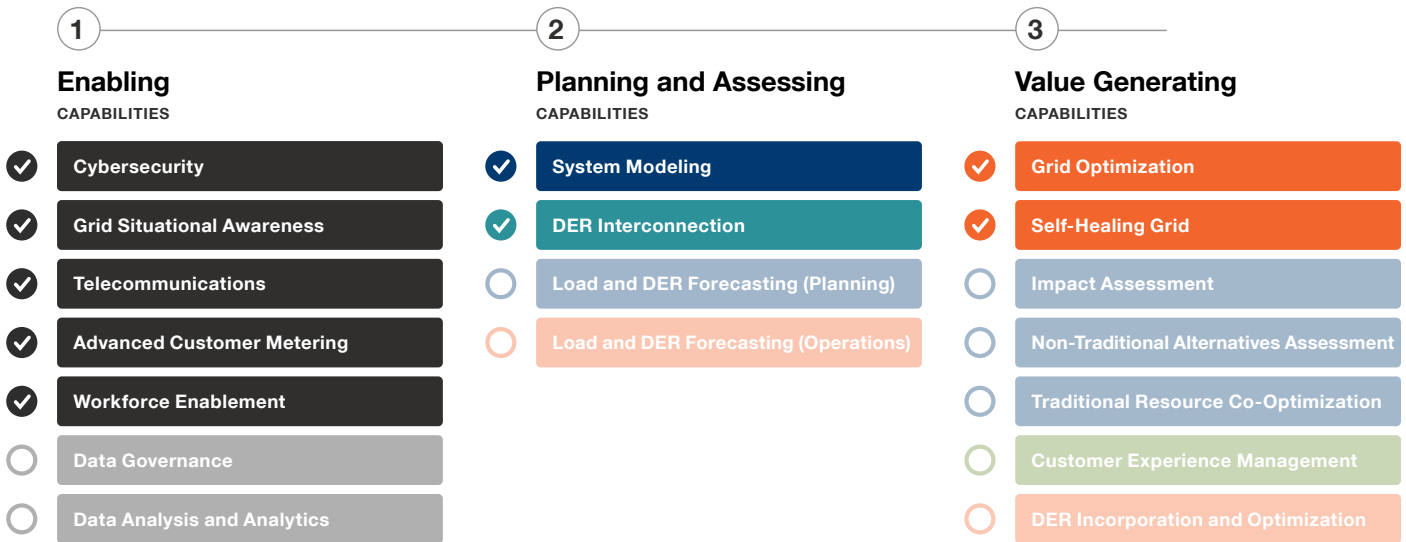 1
Enabling
CAPABILITIES
Cybersecurity
Grid Situational Awareness
Telecommunications
Advanced Customer Metering
Workforce Enablement
Data Governance
Data Analysis and Analytics
2
Planning and Assessing
CAPABILITIES
System Modeling
DER Interconnection
Load and DER Forecasting (Planning)
Load and DER Forecasting (Operations)
3
Value Generating
CAPABILITIES
Grid Optimization
Self-Healing Grid
Impact Assessment
Non-Traditional Alternatives Assessment
Traditional Resource Co-Optimization
Customer Experience Management
DER Incorporation and Optimization